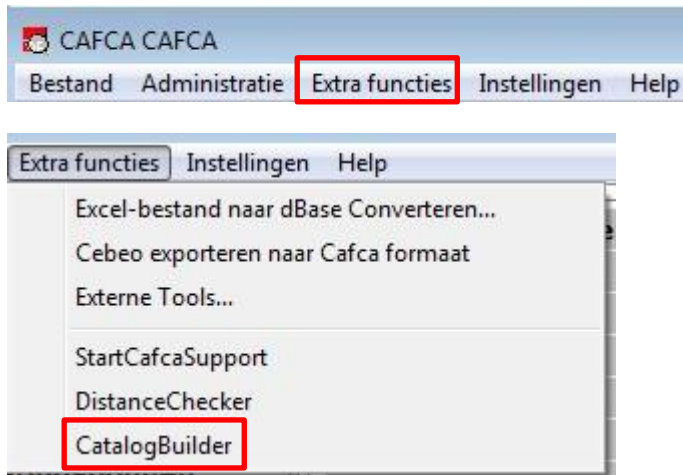 CAFCA CAFCA
Bestand Administratie Extra functies Instellingen Help
Extra functies Instellingen Help
Excel-bestand naar dBase Converteren...
Cebeo exporteren naar Cafca formaat
Externe Tools...
StartCafcaSupport
DistanceChecker
CatalogBuilder